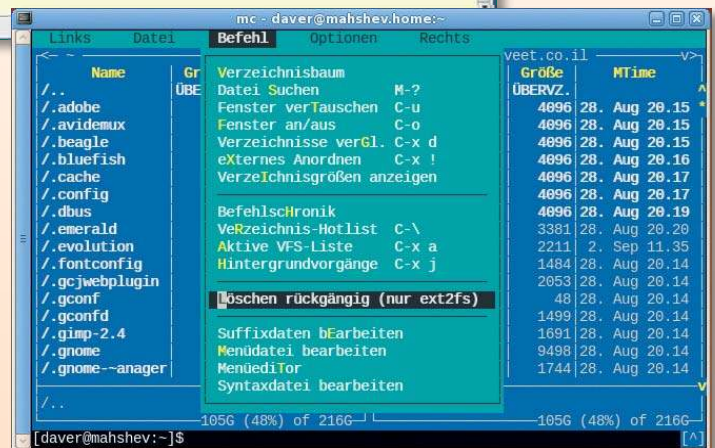 mc - daver@mahshev.home:~
Links Datei Befehl Optionen Rechts
<— ~ veet.co.il v>
Name Gr Größe MTime
/.. ÜBE ÜBERVZ.
/.adobe 4096 28. Aug 20.15
/.avidemux 4096 28. Aug 20.15
/.beagle 4096 28. Aug 20.15
/.bluefish 4096 28. Aug 20.16
/.cache 4096 28. Aug 20.17
/.config 4096 28. Aug 20.17
/.dbus 4096 28. Aug 20.19
/.emerald 3381 28. Aug 20.20
/.evolution 2211 2. Sep 11.35
/.fontconfig 1484 28. Aug 20.14
/.gcjwebplugin 2053 28. Aug 20.14
/.gconf 48 28. Aug 20.14
/.gconfd 1499 28. Aug 20.14
/.gimp-2.4 1691 28. Aug 20.14
/.gnome 9498 28. Aug 20.14
/.gnome-~anager 1744 28. Aug 20.14
Verzeichnisbaum
Datei Suchen M-?
Fenster verTauschen C-u
Fenster an/aus C-o
Verzeichnisse verGl. C-x d
eXternes Anordnen C-x !
VerzeIchnisgrößen anzeigen
BefehlscHronik
VeRzeichnis-Hotlist C-\
Aktive VFS-Liste C-x a
Hintergrundvorgänge C-x j
Löschen rückgängig (nur ext2fs)
Suffixdaten bEarbeiten
Menüdatei bearbeiten
MenüediTor
Syntaxdatei bearbeiten
/..
105G (48%) of 216G 105G (48%) of 216G
[daver@mahshev:~]$ [^]